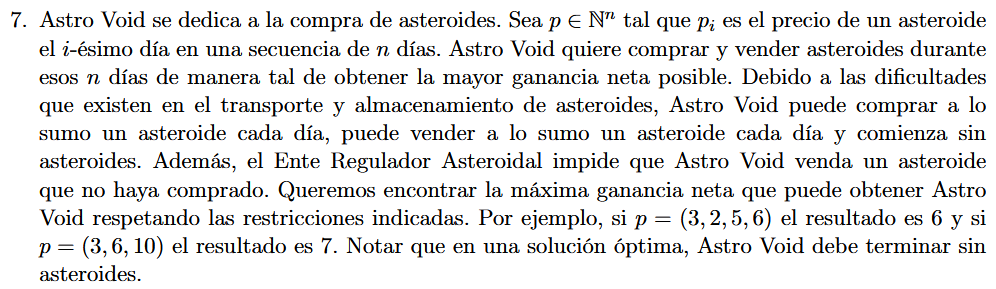 7. Astro Void se dedica a la compra de asteroides. Sea p ∈ ℕⁿ tal que pᵢ es el precio de un asteroide
el i-ésimo día en una secuencia de n días. Astro Void quiere comprar y vender asteroides durante
esos n días de manera tal de obtener la mayor ganancia neta posible. Debido a las dificultades
que existen en el transporte y almacenamiento de asteroides, Astro Void puede comprar a lo
sumo un asteroide cada día, puede vender a lo sumo un asteroide cada día y comienza sin
asteroides. Además, el Ente Regulador Asteroidal impide que Astro Void venda un asteroide
que no haya comprado. Queremos encontrar la máxima ganancia neta que puede obtener Astro
Void respetando las restricciones indicadas. Por ejemplo, si p = (3, 2, 5, 6) el resultado es 6 y si
p = (3, 6, 10) el resultado es 7. Notar que en una solución óptima, Astro Void debe terminar sin
asteroides.